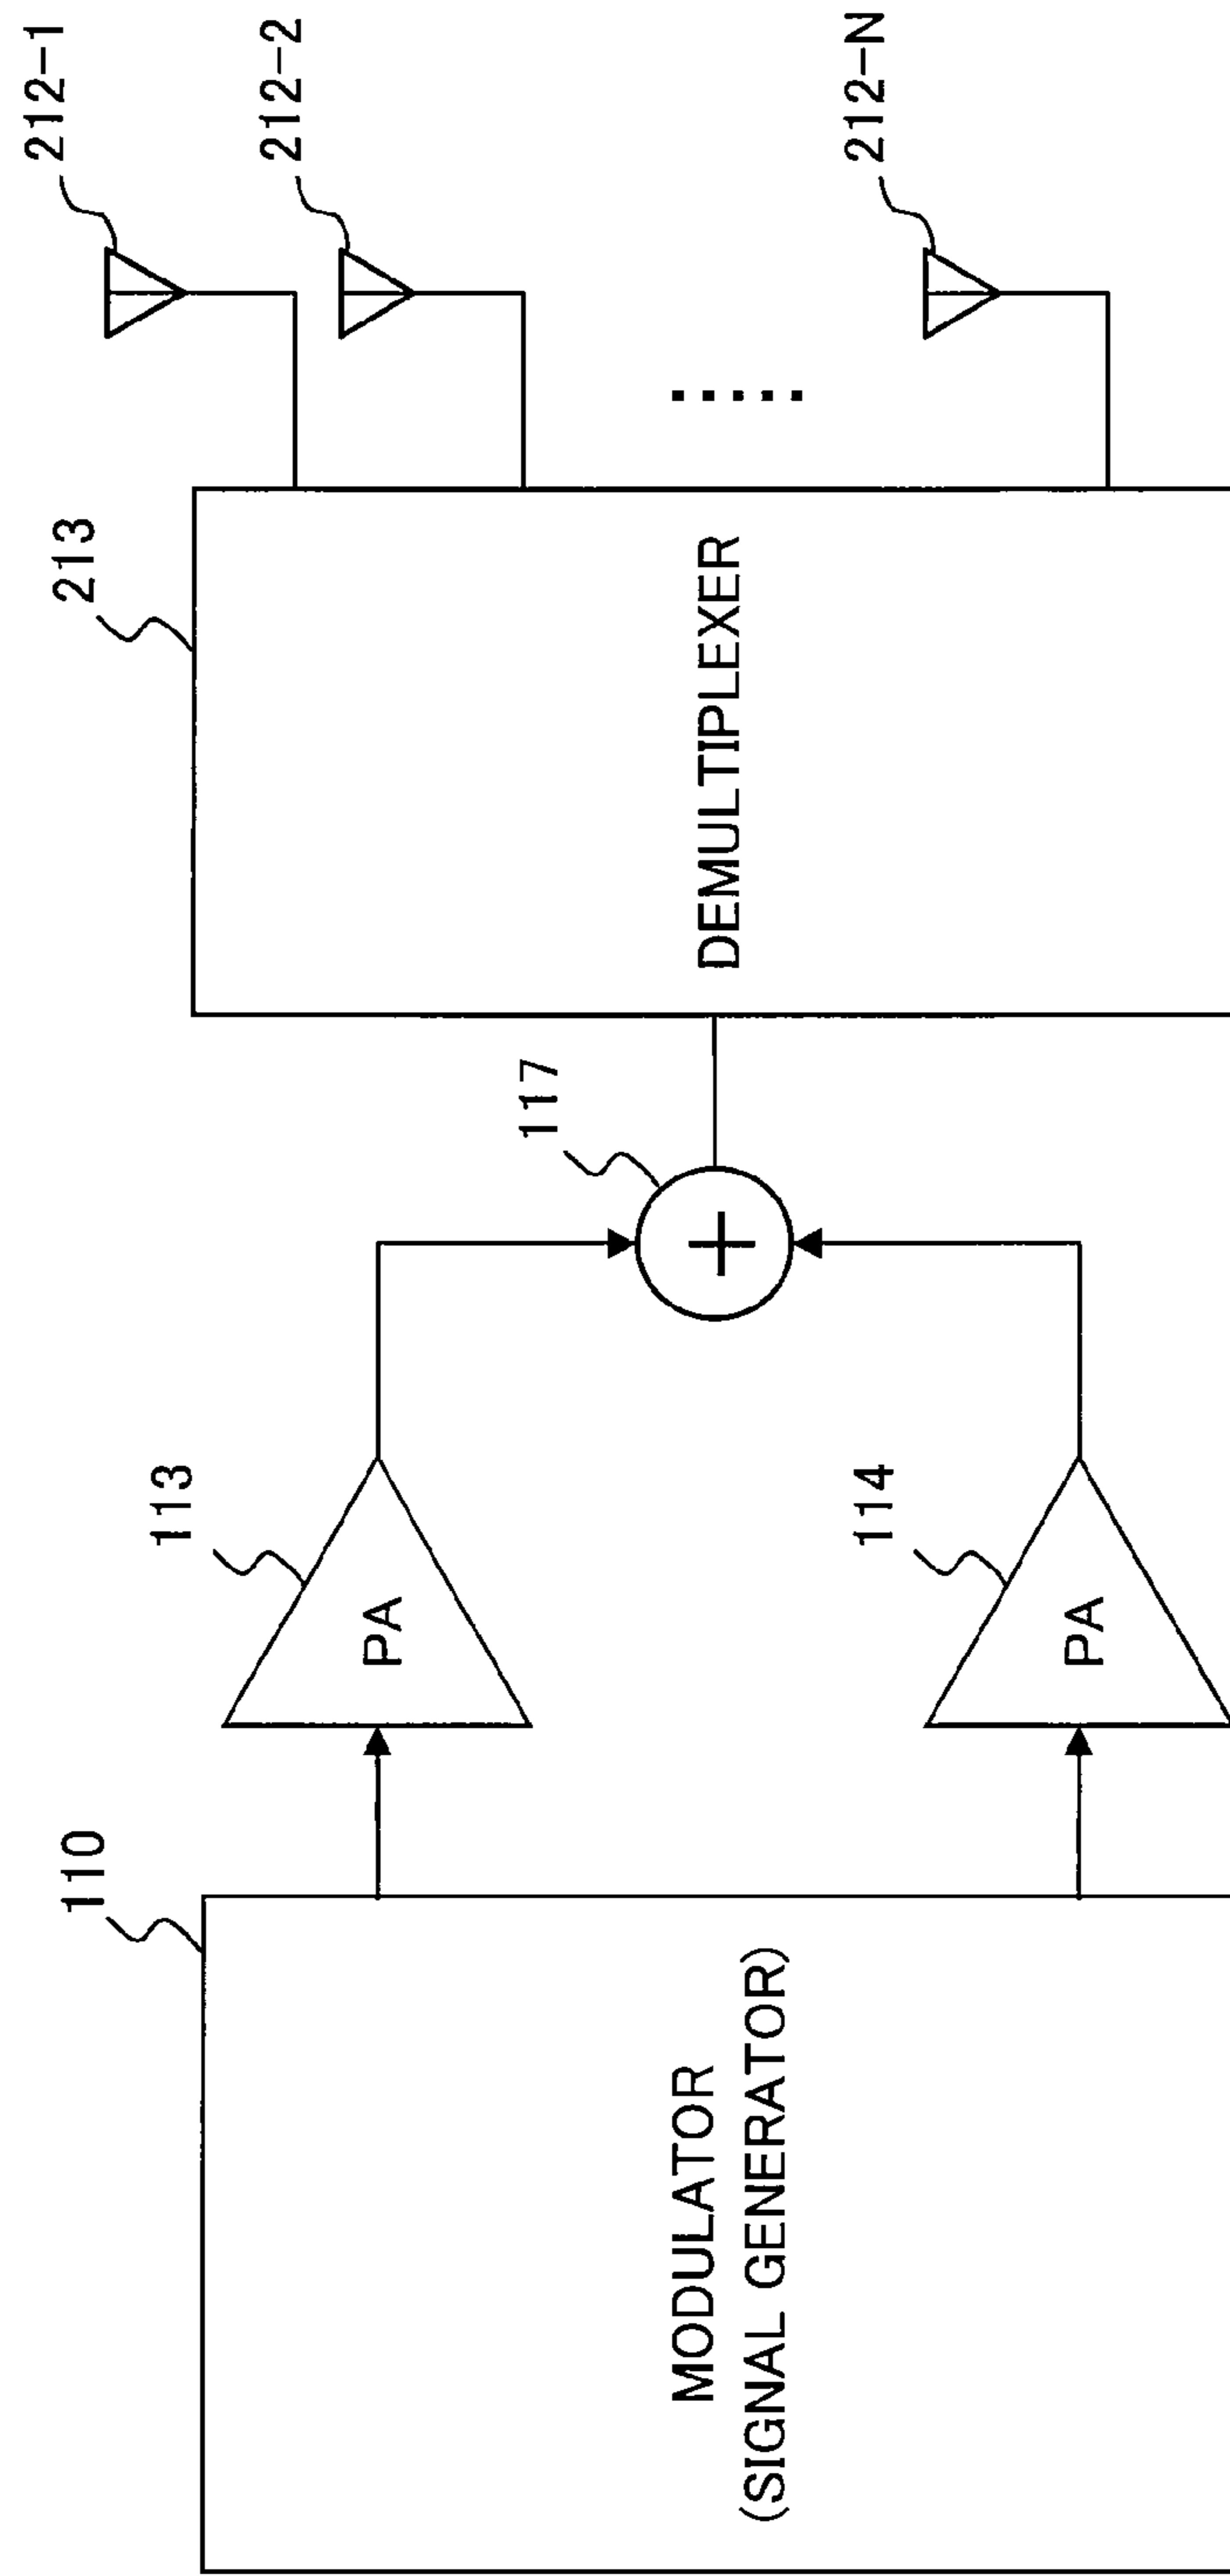 110
MODULATOR
(SIGNAL GENERATOR)
113
PA
114
PA
117
+
213
DEMULTIPLEXER
212-1
212-2
.....
212-N